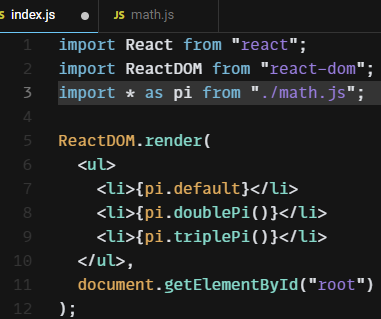 index.js
JS math.js
1 import React from "react";
2 import ReactDOM from "react-dom";
3 import * as pi from "./math.js";
4
5 ReactDOM.render(
6 <ul>
7 <li>{pi.default}</li>
8 <li>{pi.doublePi()}</li>
9 <li>{pi.triplePi()}</li>
10 </ul>,
11 document.getElementById("root")
12 );